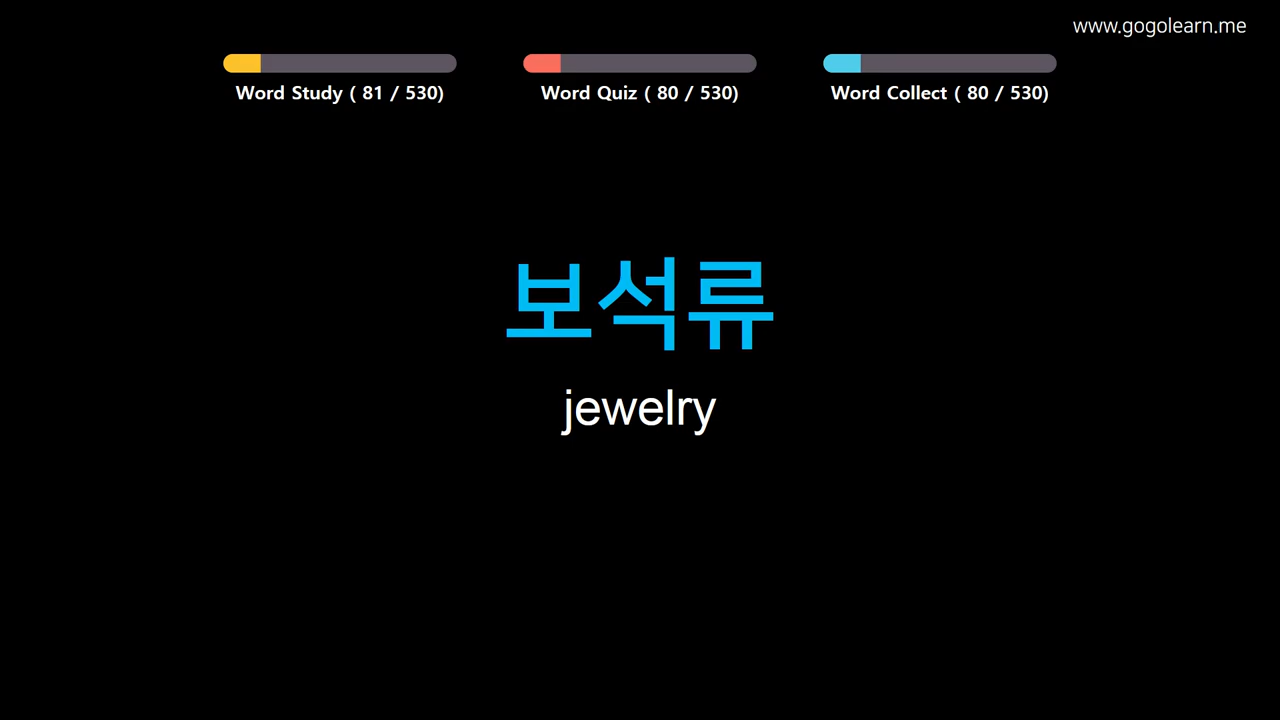 www.gogolearn.me
Word Study ( 81 / 530)
Word Quiz ( 80 / 530)
Word Collect ( 80 / 530)
보석류
jewelry